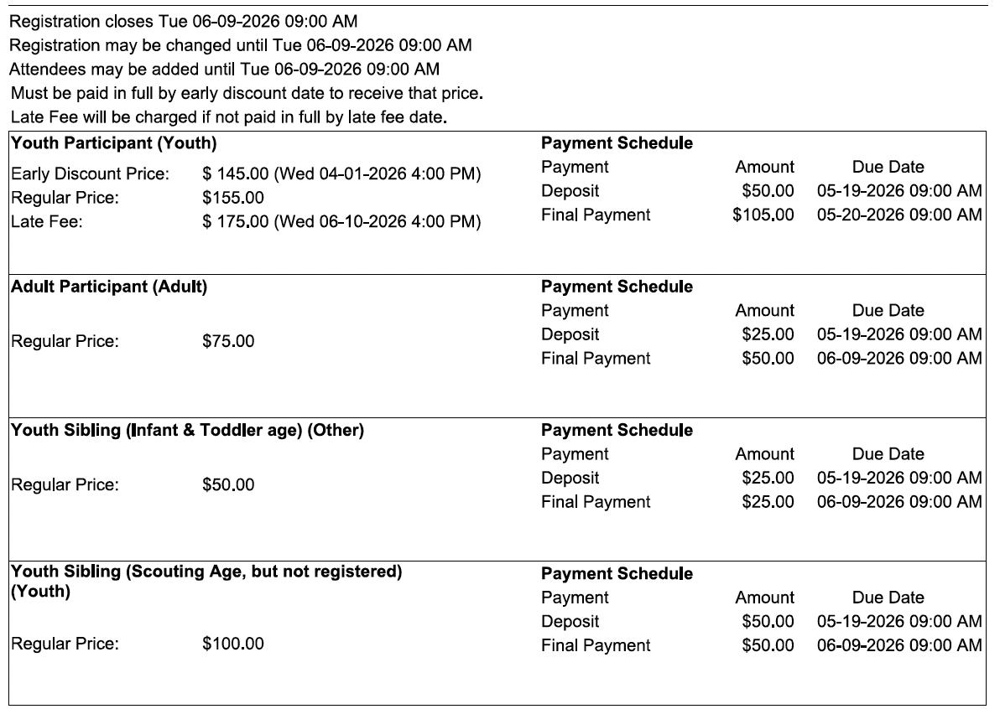 Registration closes Tue 06-09-2026 09:00 AM
Registration may be changed until Tue 06-09-2026 09:00 AM
Attendees may be added until Tue 06-09-2026 09:00 AM
Must be paid in full by early discount date to receive that price.
Late Fee will be charged if not paid in full by late fee date.
Youth Participant (Youth)
Early Discount Price: $ 145.00 (Wed 04-01-2026 4:00 PM)
Regular Price: $155.00
Late Fee: $ 175.00 (Wed 06-10-2026 4:00 PM)
Payment Schedule
Payment Amount Due Date
Deposit $50.00 05-19-2026 09:00 AM
Final Payment $105.00 05-20-2026 09:00 AM
Adult Participant (Adult)
Regular Price: $75.00
Payment Schedule
Payment Amount Due Date
Deposit $25.00 05-19-2026 09:00 AM
Final Payment $50.00 06-09-2026 09:00 AM
Youth Sibling (Infant & Toddler age) (Other)
Regular Price: $50.00
Payment Schedule
Payment Amount Due Date
Deposit $25.00 05-19-2026 09:00 AM
Final Payment $25.00 06-09-2026 09:00 AM
Youth Sibling (Scouting Age, but not registered)
(Youth)
Regular Price: $100.00
Payment Schedule
Payment Amount Due Date
Deposit $50.00 05-19-2026 09:00 AM
Final Payment $50.00 06-09-2026 09:00 AM